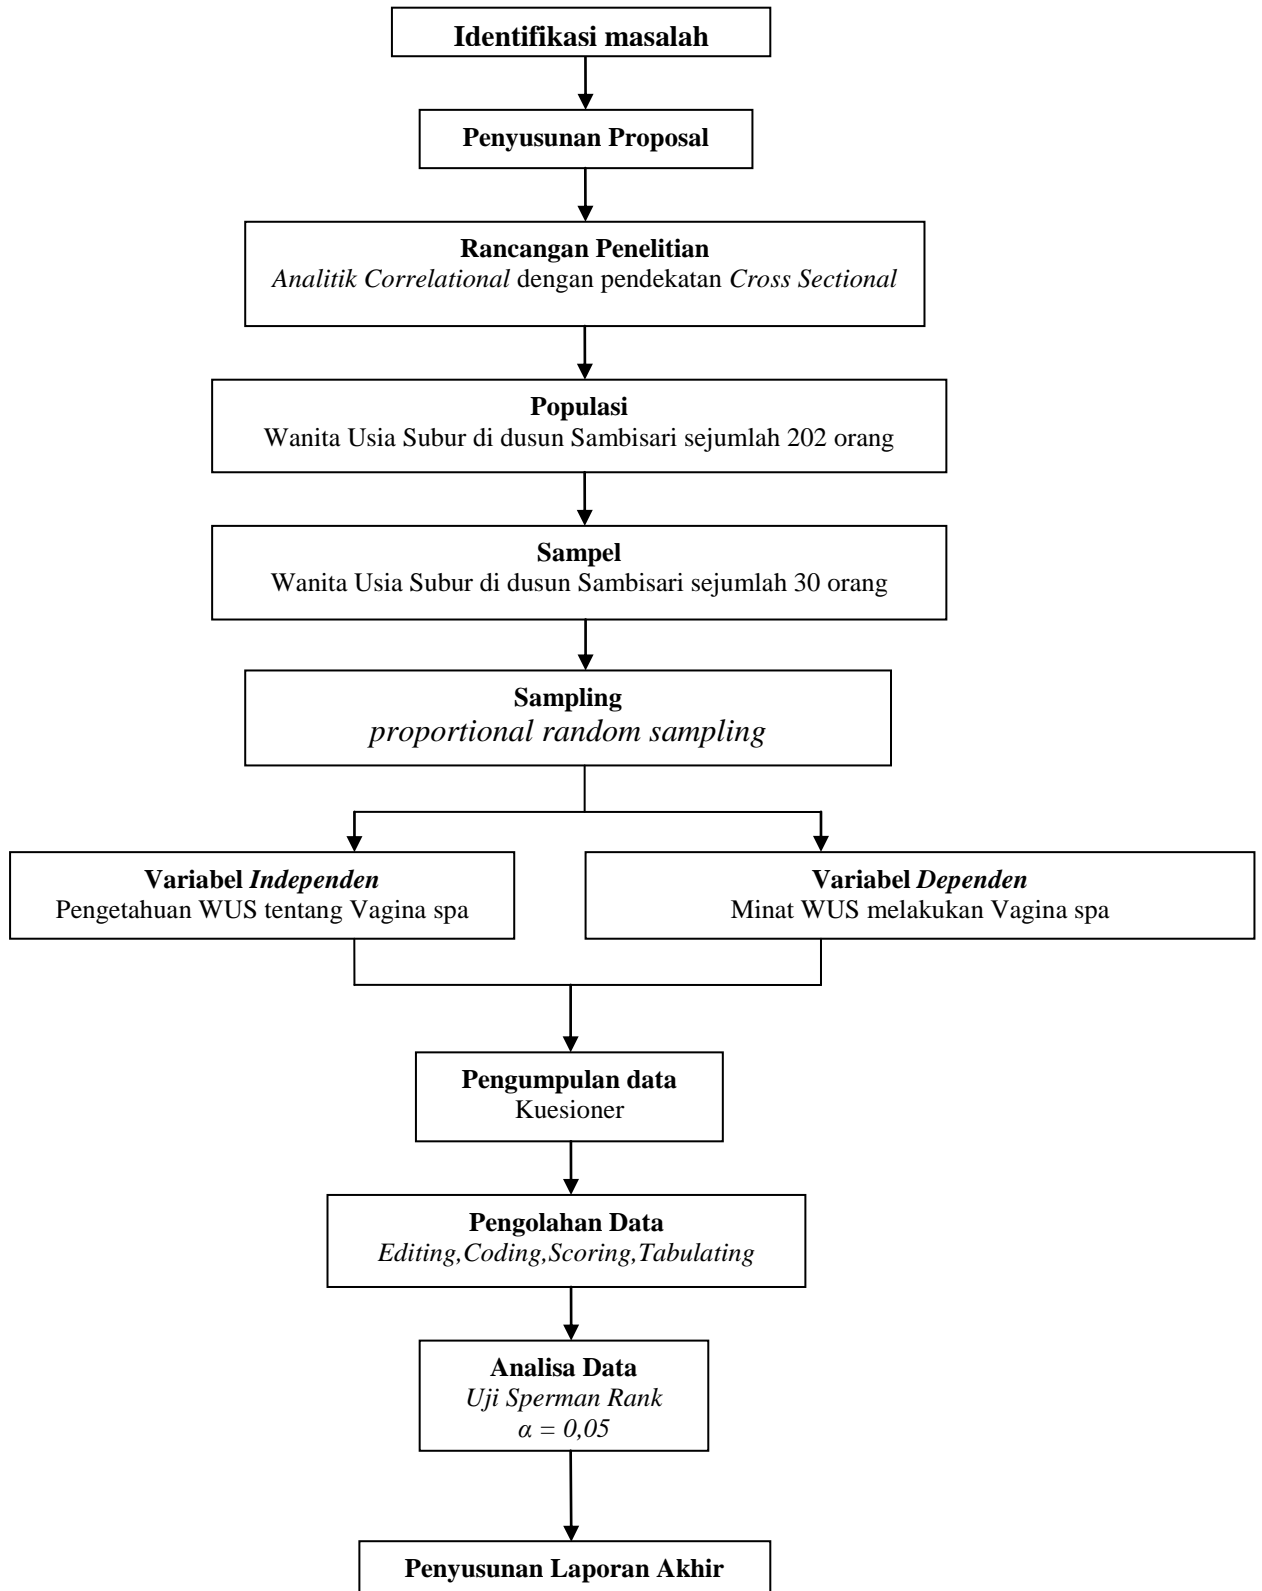 Identifikasi masalah
Penyusunan Proposal
Rancangan Penelitian
Analitik Correlational dengan pendekatan Cross Sectional
Populasi
Wanita Usia Subur di dusun Sambisari sejumlah 202 orang
Sampel
Wanita Usia Subur di dusun Sambisari sejumlah 30 orang
Sampling
proportional random sampling
Variabel Independen
Pengetahuan WUS tentang Vagina spa
Variabel Dependen
Minat WUS melakukan Vagina spa
Pengumpulan data
Kuesioner
Pengolahan Data
Editing,Coding,Scoring,Tabulating
Analisa Data
Uji Sperman Rank
α = 0,05
Penyusunan Laporan Akhir